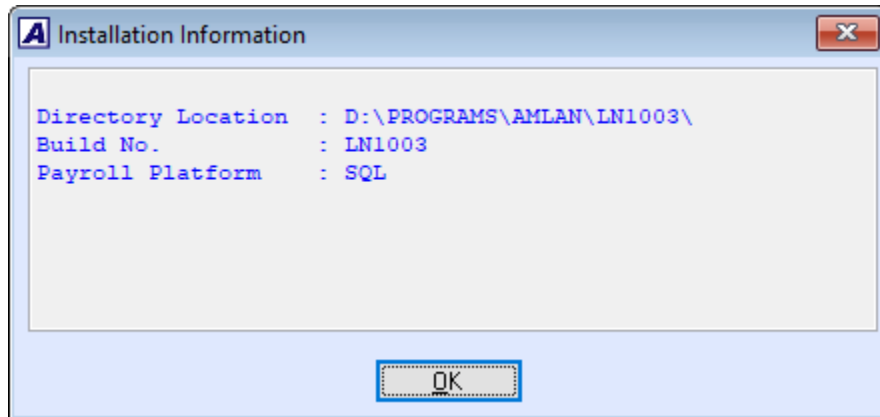 A Installation Information
Directory Location : D:\PROGRAMS\AMLAN\LN1003\
Build No. : LN1003
Payroll Platform : SQL
OK